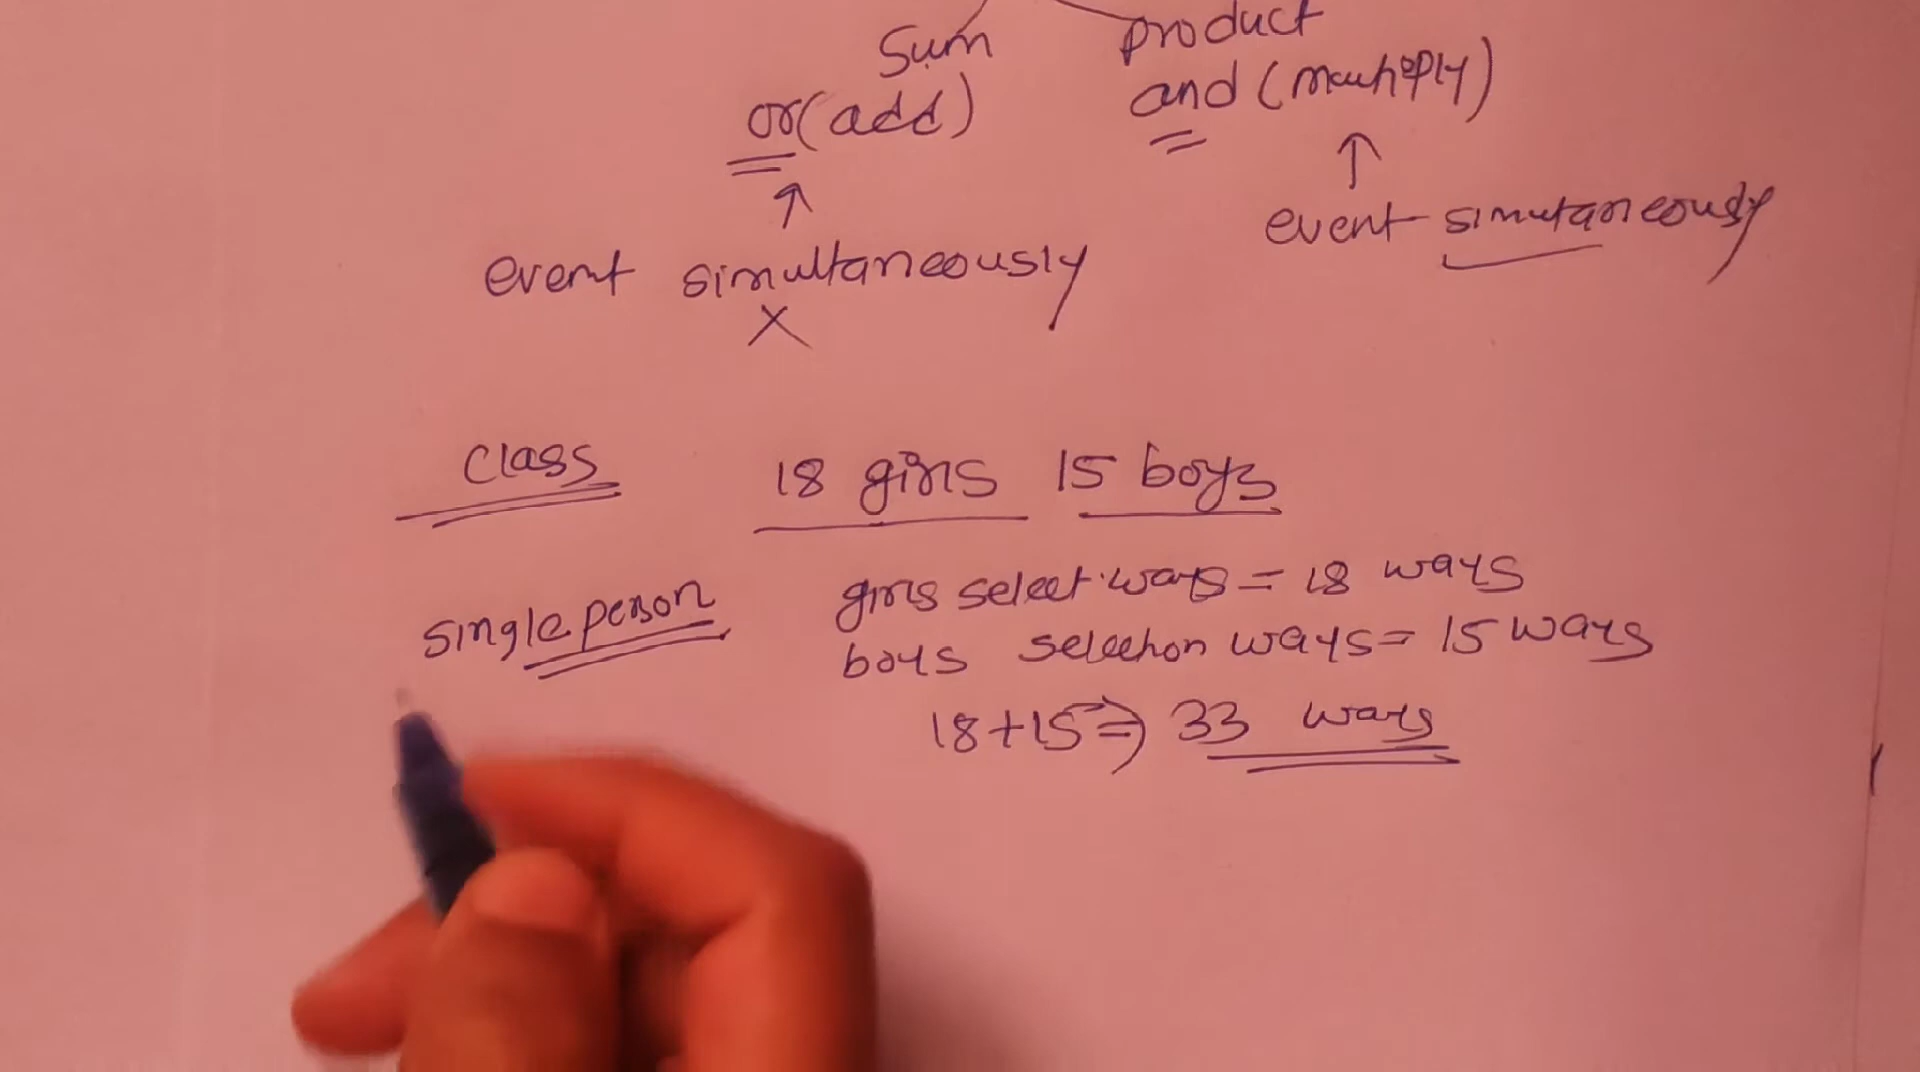 Sum product
or(add) and (multiply)
event simutaneously
event simultaneously
X
class 18 girls 15 boys
girls select ways = 18 ways
single person
boys selection ways = 15 ways
18+15 ⇒ 33 ways